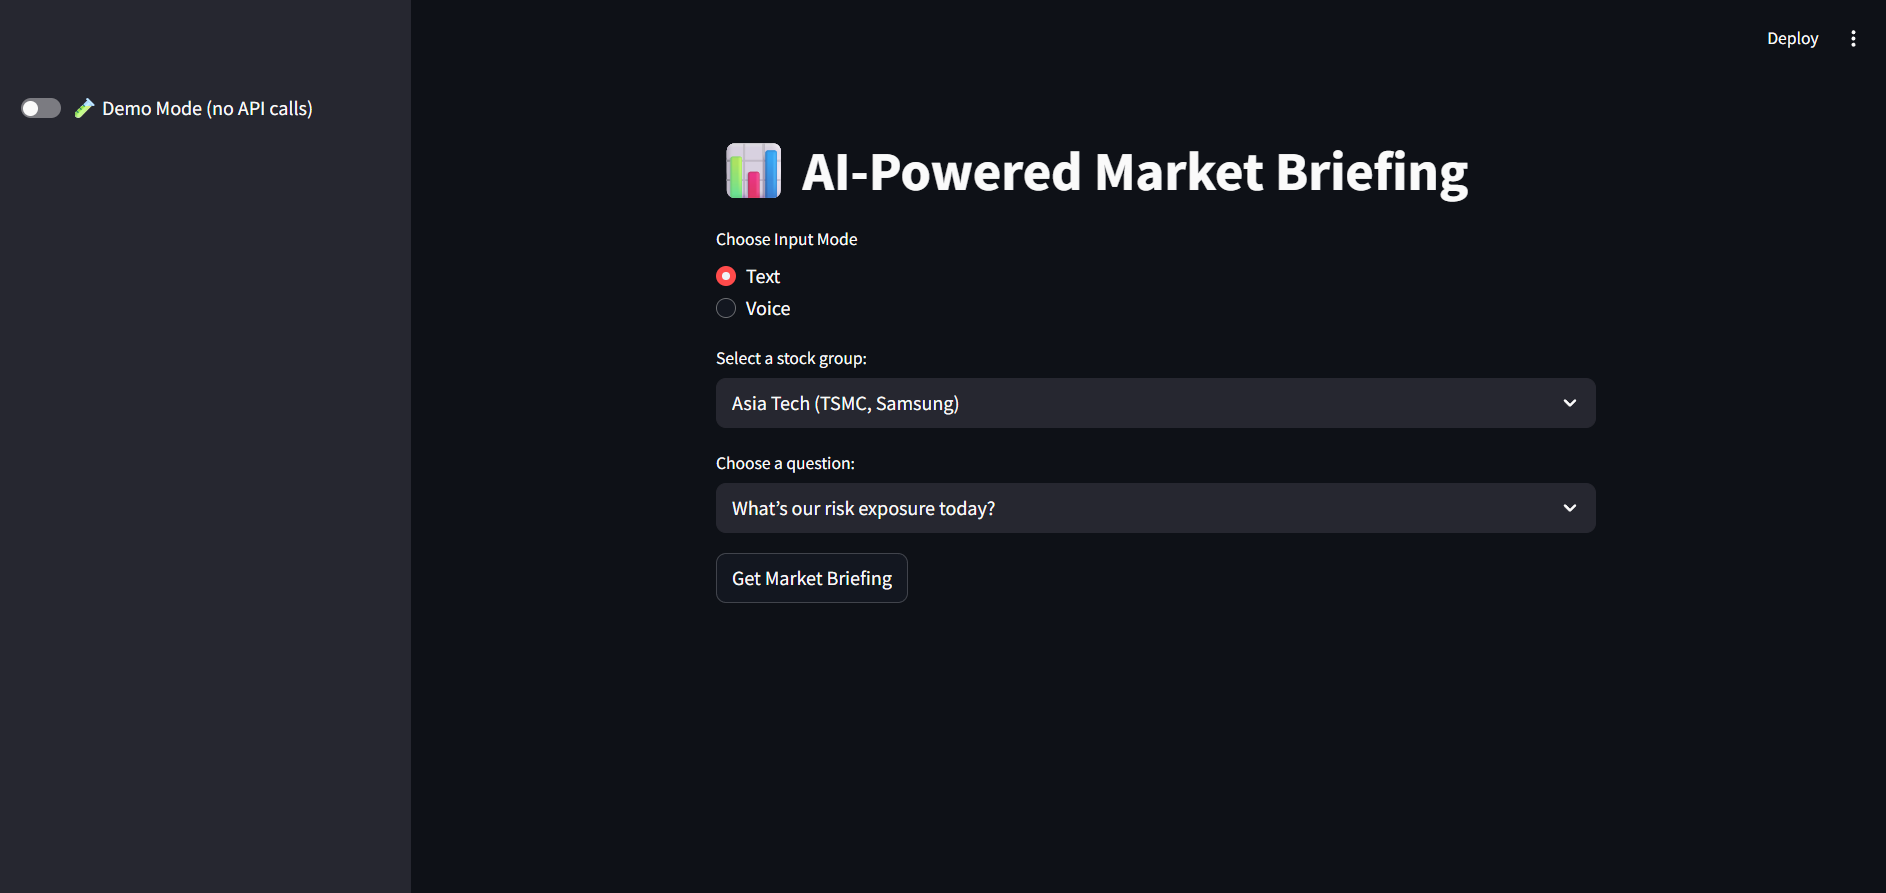 Deploy
Demo Mode (no API calls)
AI-Powered Market Briefing
Choose Input Mode
Text
Voice
Select a stock group:
Asia Tech (TSMC, Samsung)
Choose a question:
What’s our risk exposure today?
Get Market Briefing